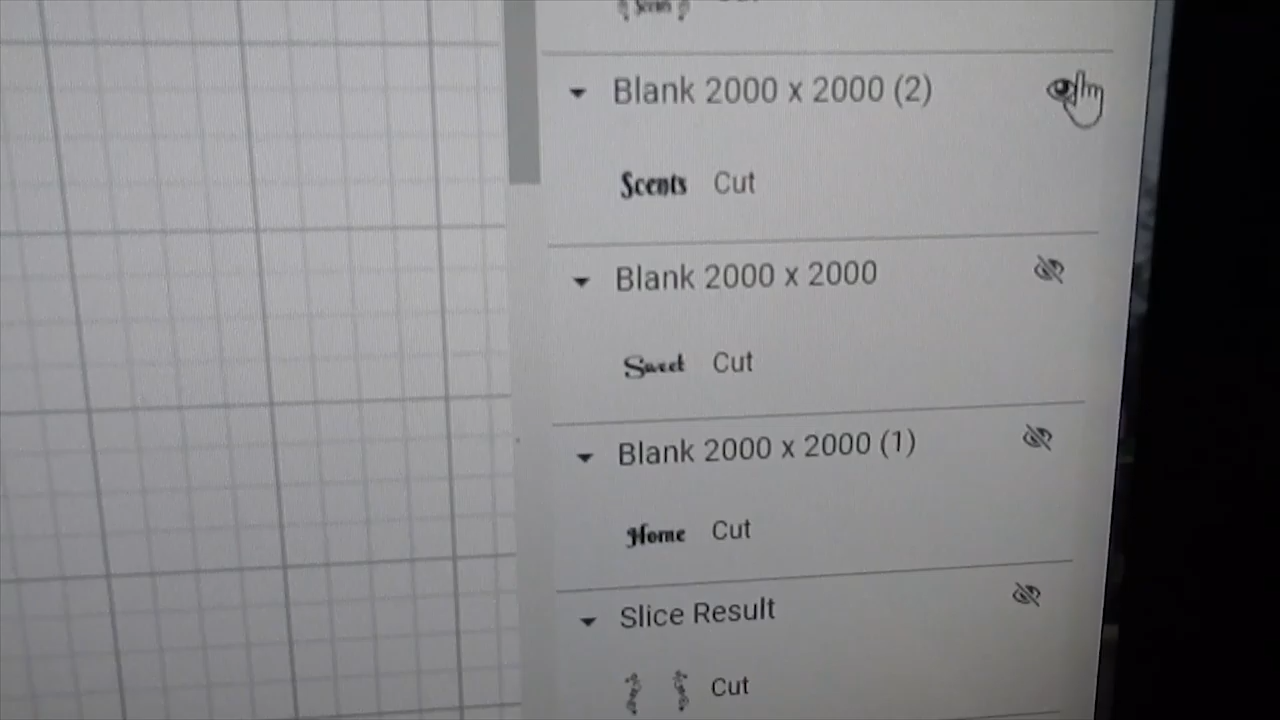 Blank 2000 x 2000 (2)
Scents Cut
Blank 2000 x 2000
Sweet Cut
Blank 2000 x 2000 (1)
Home Cut
Slice Result
Cut